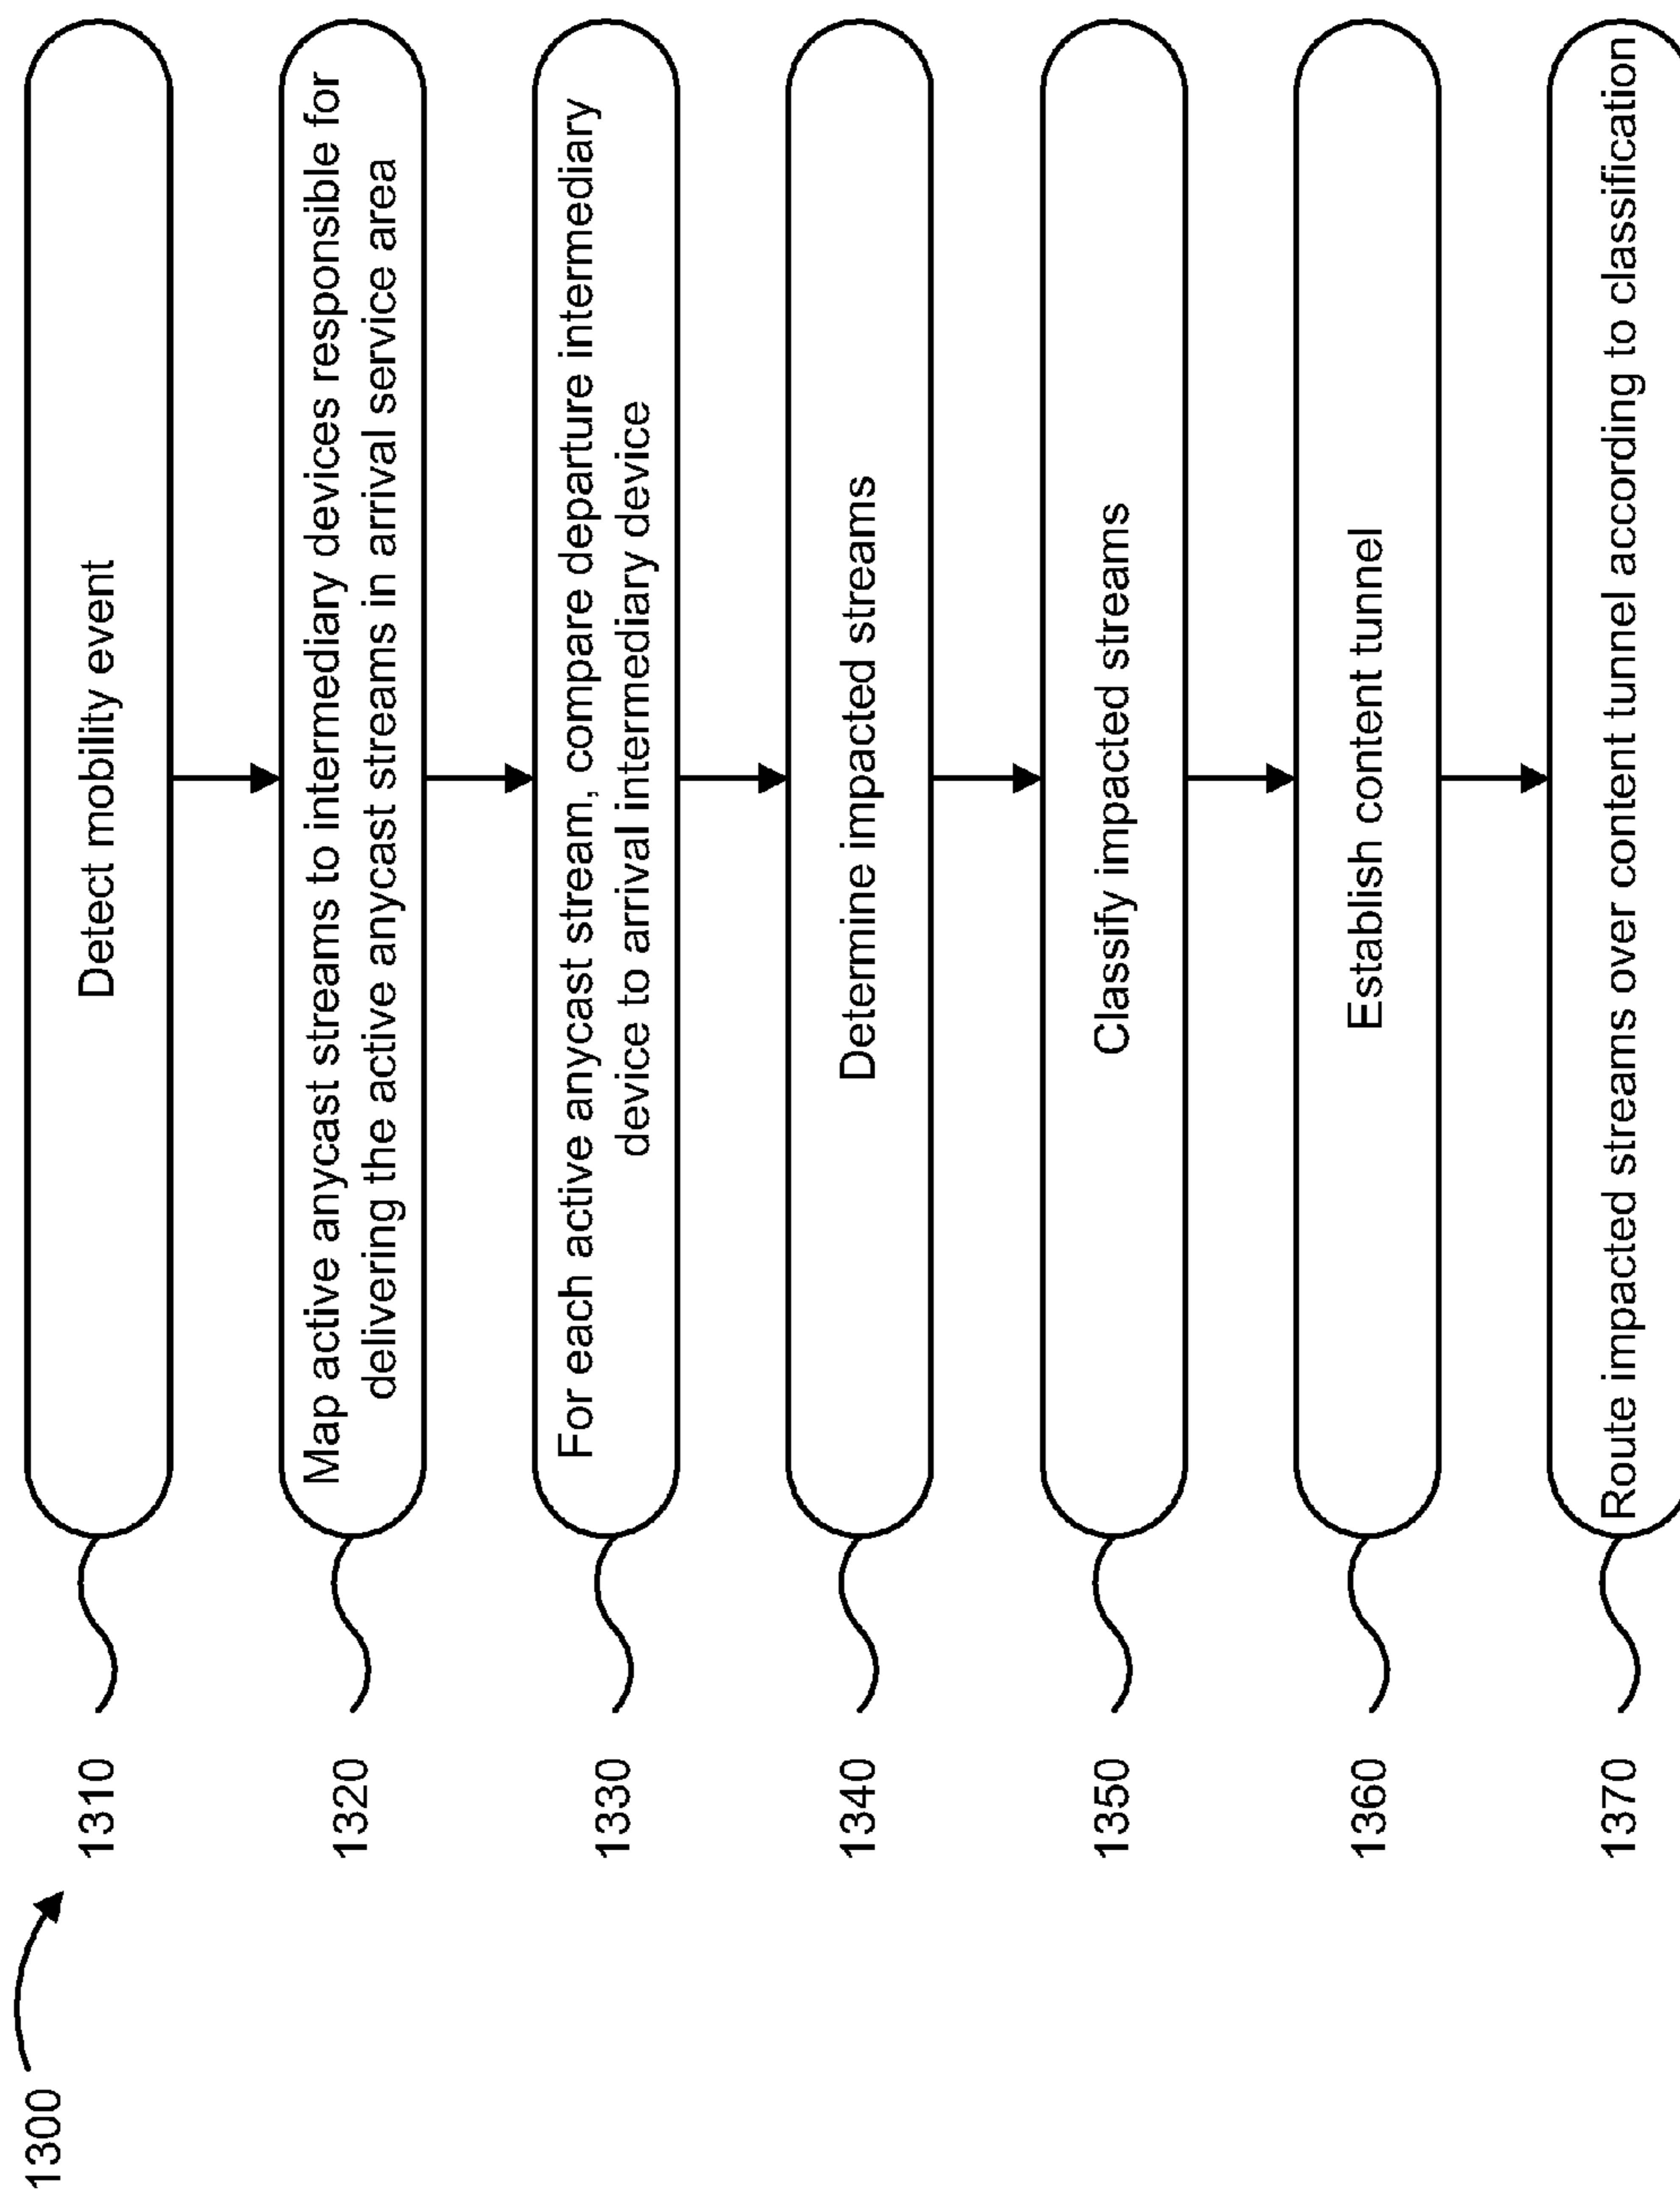 1300
1310
Detect mobility event
1320
Map active anycast streams to intermediary devices responsible for
delivering the active anycast streams in arrival service area
1330
For each active anycast stream, compare departure intermediary
device to arrival intermediary device
1340
Determine impacted streams
1350
Classify impacted streams
1360
Establish content tunnel
1370
Route impacted streams over content tunnel according to classification